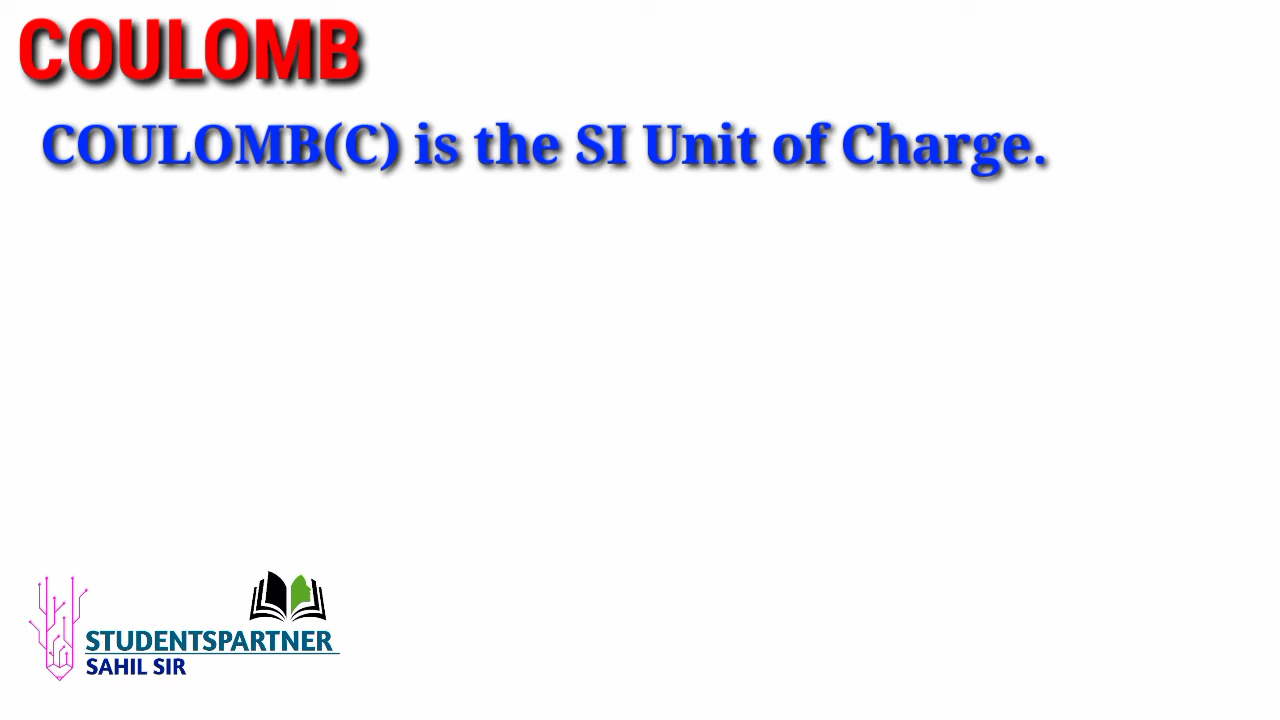 COULOMB
COULOMB(C) is the SI Unit of Charge.
STUDENTSPARTNER
SAHIL SIR